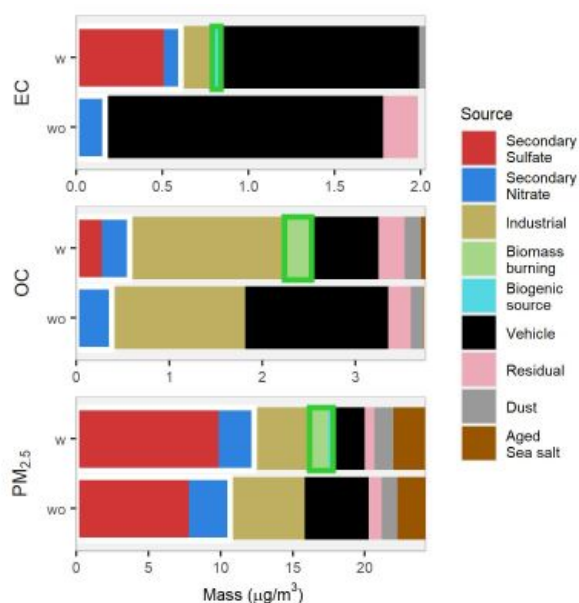 EC
W
WO
0.0 0.5 1.0 1.5 2.0
OC
W
WO
0 1 2 3
PM2.5
W
WO
0 5 10 15 20
Mass (μg/m³)
Source
Secondary
Sulfate
Secondary
Nitrate
Industrial
Biomass
burning
Biogenic
source
Vehicle
Residual
Dust
Aged
Sea salt